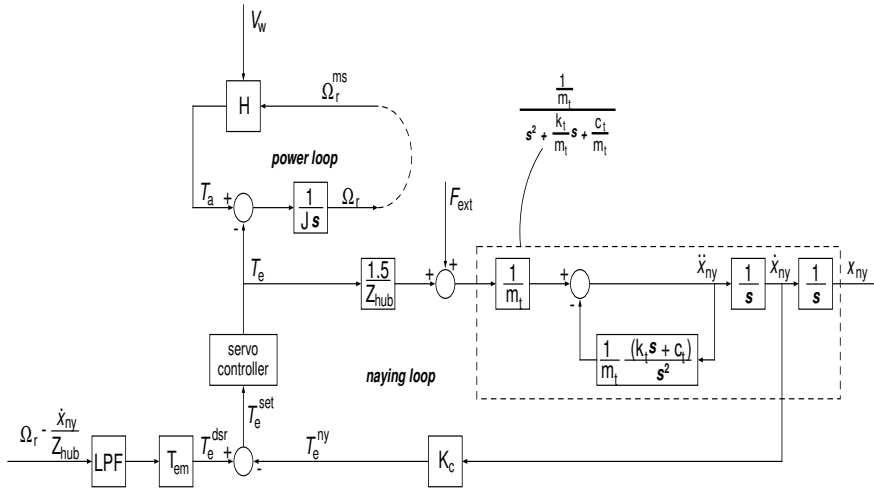 V_w
Ω_r^ms
H
1
m_t
s² + k_t/m_t s + c_t/m_t
power loop
T_a
+
-
1
J s
Ω_r
F_ext
T_e
1.5
Z_hub
+
+
1
m_t
+
-
ẍ_ny
1
s
ẋ_ny
1
s
x_ny
servo
controller
naying loop
1
m_t
(k_t s + c_t)
s²
T_e^set
Ω_r - ẋ_ny
Z_hub
LPF
T_em
T_e^dsr
+
-
T_e^ny
K_c